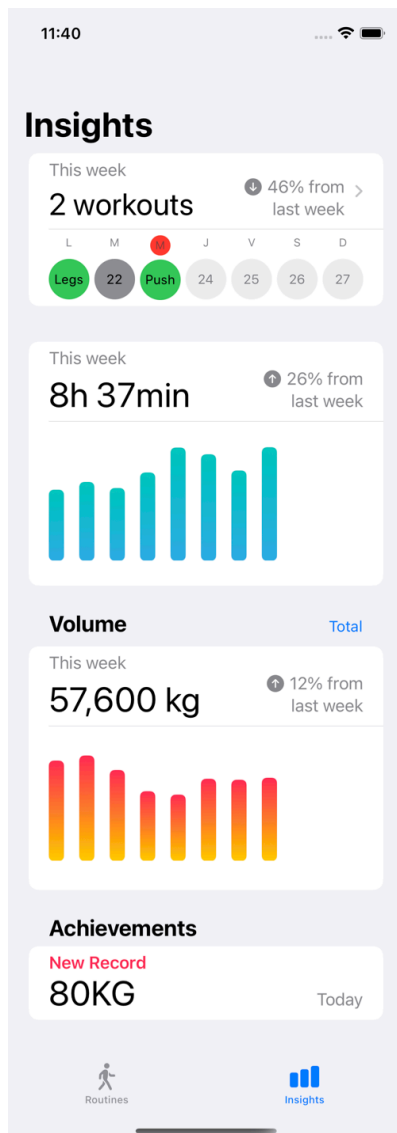 11:40
Insights
This week
2 workouts
46% from
last week
L M M J V S D
Legs 22 Push 24 25 26 27
This week
8h 37min
26% from
last week
Volume
Total
This week
57,600 kg
12% from
last week
Achievements
New Record
80KG
Today
Routines
Insights